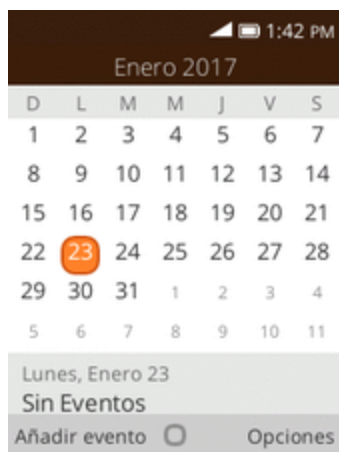 1:42 PM
Enero 2017
D L M M J V S
1 2 3 4 5 6 7
8 9 10 11 12 13 14
15 16 17 18 19 20 21
22 23 24 25 26 27 28
29 30 31 1 2 3 4
5 6 7 8 9 10 11
Lunes, Enero 23
Sin Eventos
Añadir evento Opciones